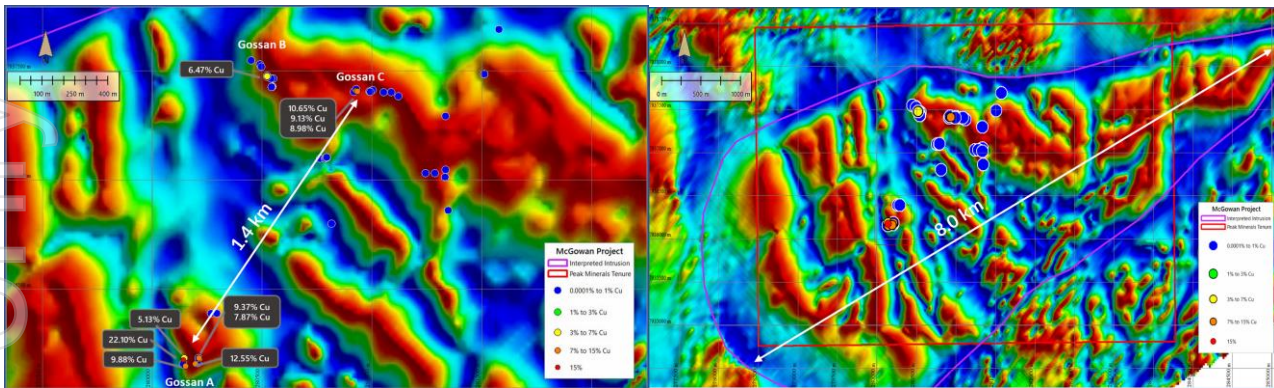 Gossan B
6.47% Cu
Gossan C
10.65% Cu
9.13% Cu
8.98% Cu
100 m
200 m
400 m
1.4 km
9.37% Cu
7.87% Cu
5.13% Cu
22.10% Cu
9.88% Cu
12.55% Cu
Gossan A
McGowan Project
Interpreted Intrusion
Peak Minerals Tenure
0.0001% to 1% Cu
1% to 3% Cu
3% to 7% Cu
7% to 15% Cu
15%
only
0 m
500 m
1000 m
8.0 km
McGowan Project
Interpreted Intrusion
Peak Minerals Tenure
0.0001% to 1% Cu
1% to 3% Cu
3% to 7% Cu
7% to 15% Cu
15%